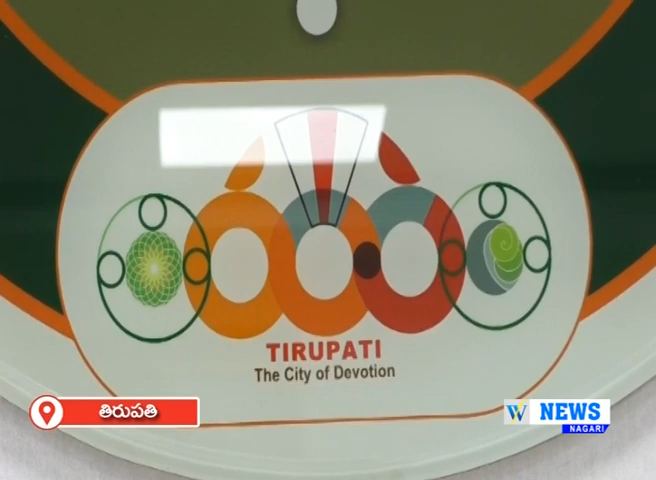 TIRUPATI
The City of Devotion
తిరుపతి
W NEWS
NAGARI